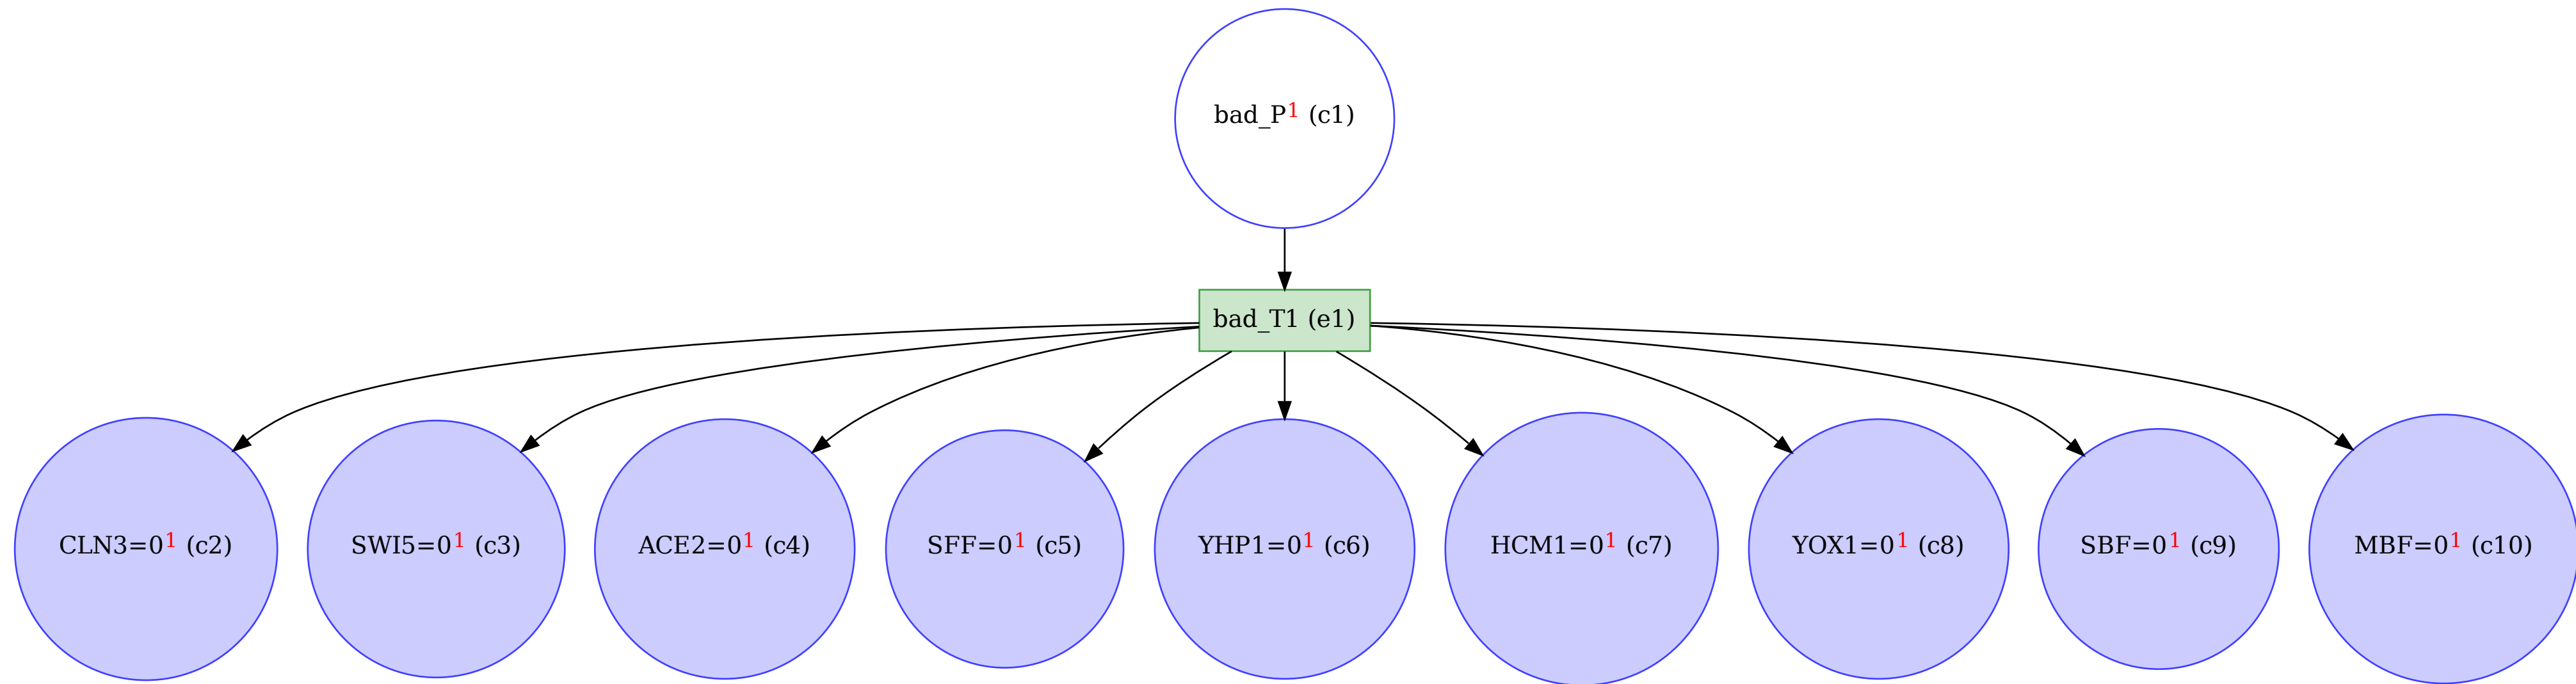 bad_P¹ (c1)
bad_T1 (e1)
CLN3=0¹ (c2)
SWI5=0¹ (c3)
ACE2=0¹ (c4)
SFF=0¹ (c5)
YHP1=0¹ (c6)
HCM1=0¹ (c7)
YOX1=0¹ (c8)
SBF=0¹ (c9)
MBF=0¹ (c10)